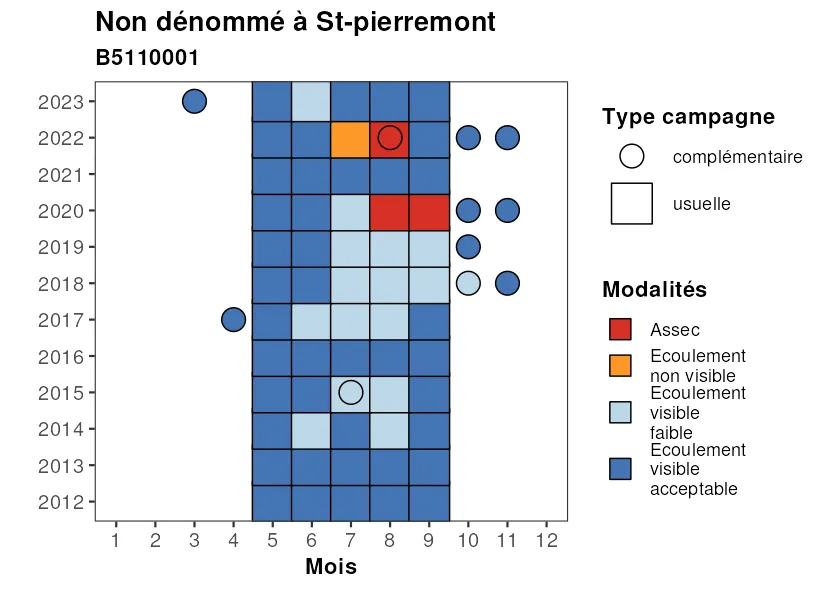 Non dénommé à St-pierremont
B5110001
2023
2022
2021
2020
2019
2018
2017
2016
2015
2014
2013
2012
1 2 3 4 5 6 7 8 9 10 11 12
Mois
Type campagne
complémentaire
usuelle
Modalités
Assec
Ecoulement
non visible
Ecoulement
visible
faible
Ecoulement
visible
acceptable